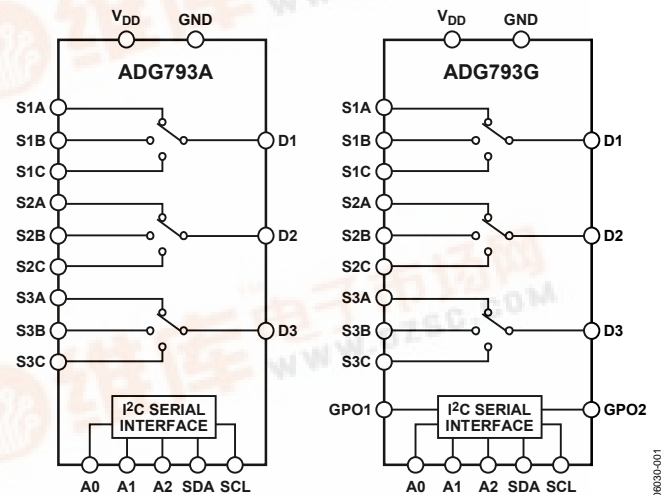 VDD GND
ADG793A
S1A
S1B
S1C
D1
S2A
S2B
S2C
D2
S3A
S3B
S3C
D3
I2C SERIAL
INTERFACE
A0 A1 A2 SDA SCL
VDD GND
ADG793G
S1A
S1B
S1C
D1
S2A
S2B
S2C
D2
S3A
S3B
S3C
D3
GPO1
I2C SERIAL
INTERFACE
GPO2
A0 A1 A2 SDA SCL
06030-001